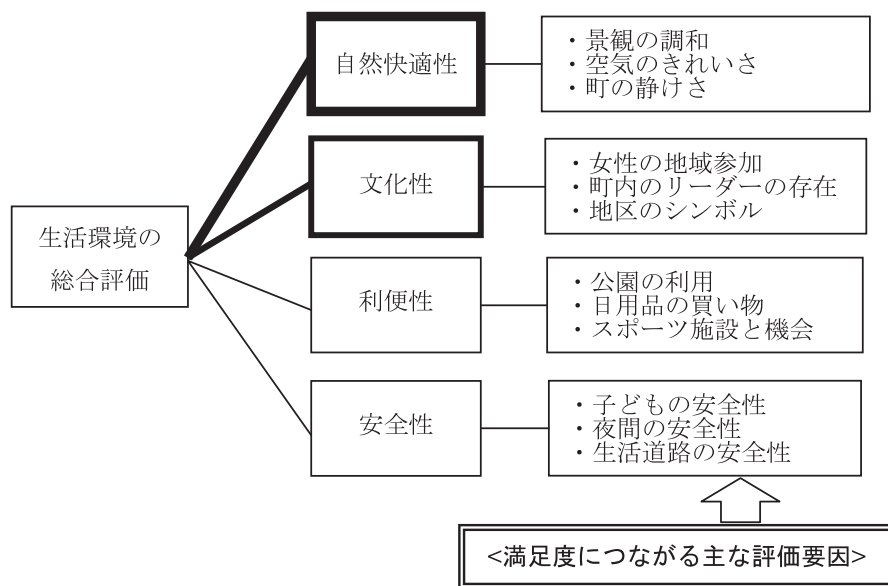 生活環境の
総合評価
自然快適性
・景観の調和
・空気のきれいさ
・町の静けさ
文化性
・女性の地域参加
・町内のリーダーの存在
・地区のシンボル
利便性
・公園の利用
・日用品の買い物
・スポーツ施設と機会
安全性
・子どもの安全性
・夜間の安全性
・生活道路の安全性
<満足度につながる主な評価要因>